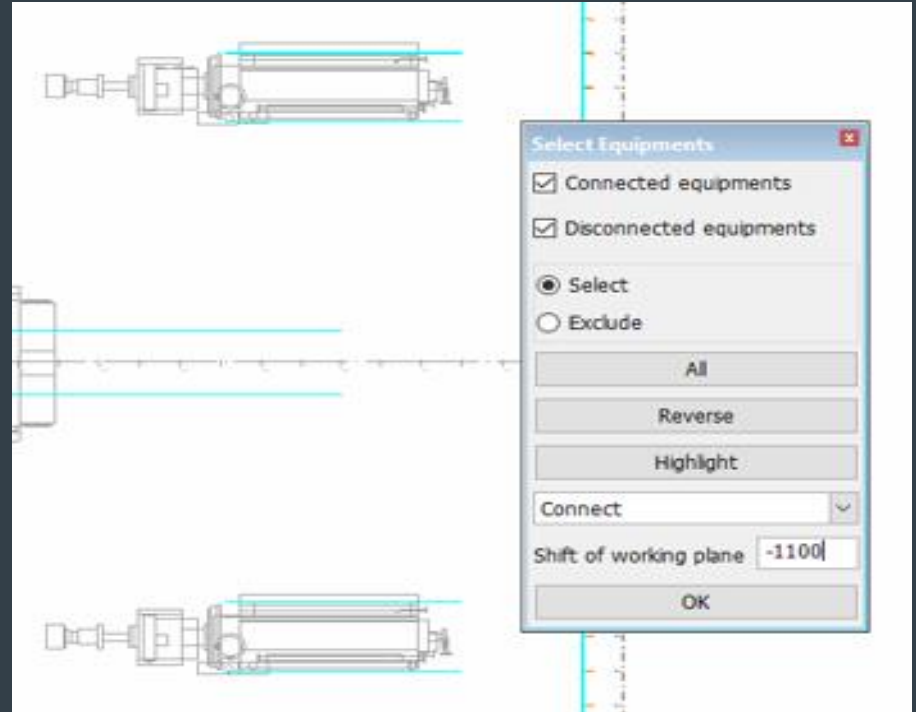 Select Equipments
Connected equipments
Disconnected equipments
Select
Exclude
All
Reverse
Highlight
Connect
Shift of working plane -1100
OK